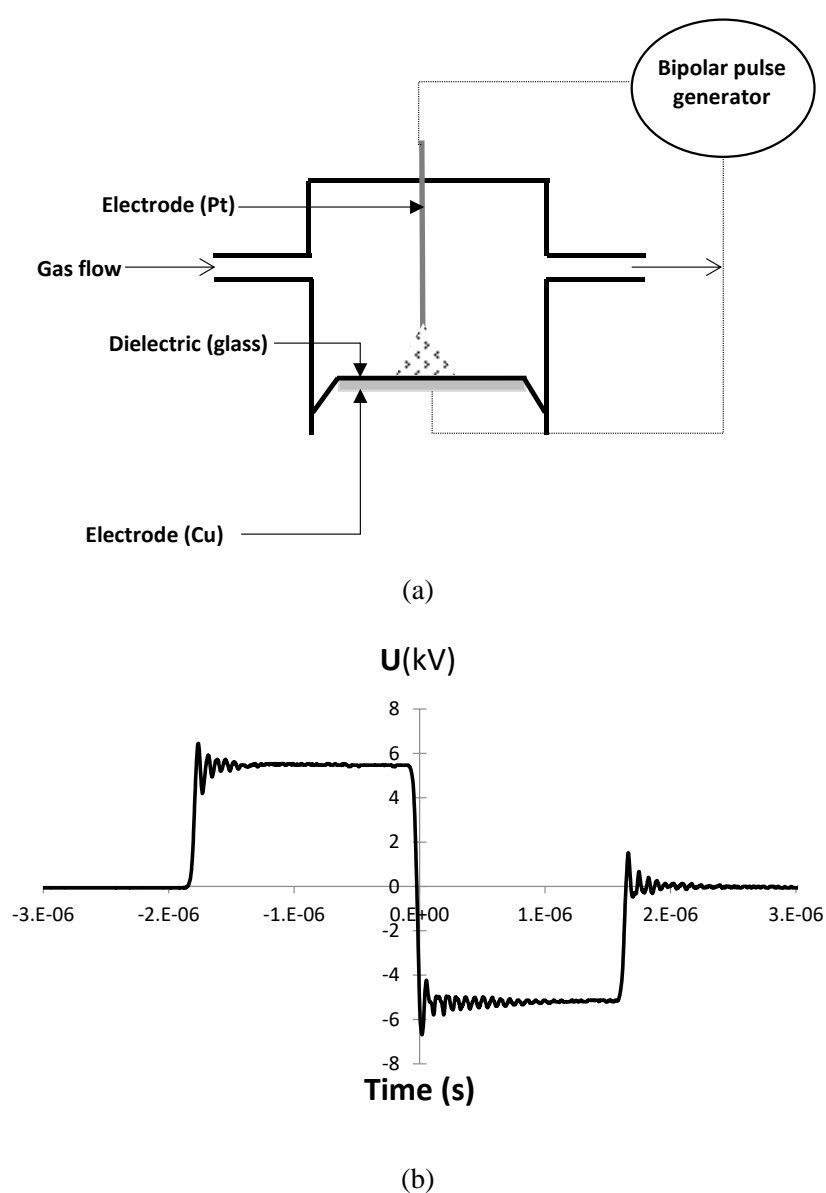 Bipolar pulse
generator
Electrode (Pt)
Gas flow
Dielectric (glass)
Electrode (Cu)
(a)
U(kV)
8
6
4
2
0
-2
-4
-6
-8
-3.E-06 -2.E-06 -1.E-06 0.E+00 1.E-06 2.E-06 3.E-06
Time (s)
(b)